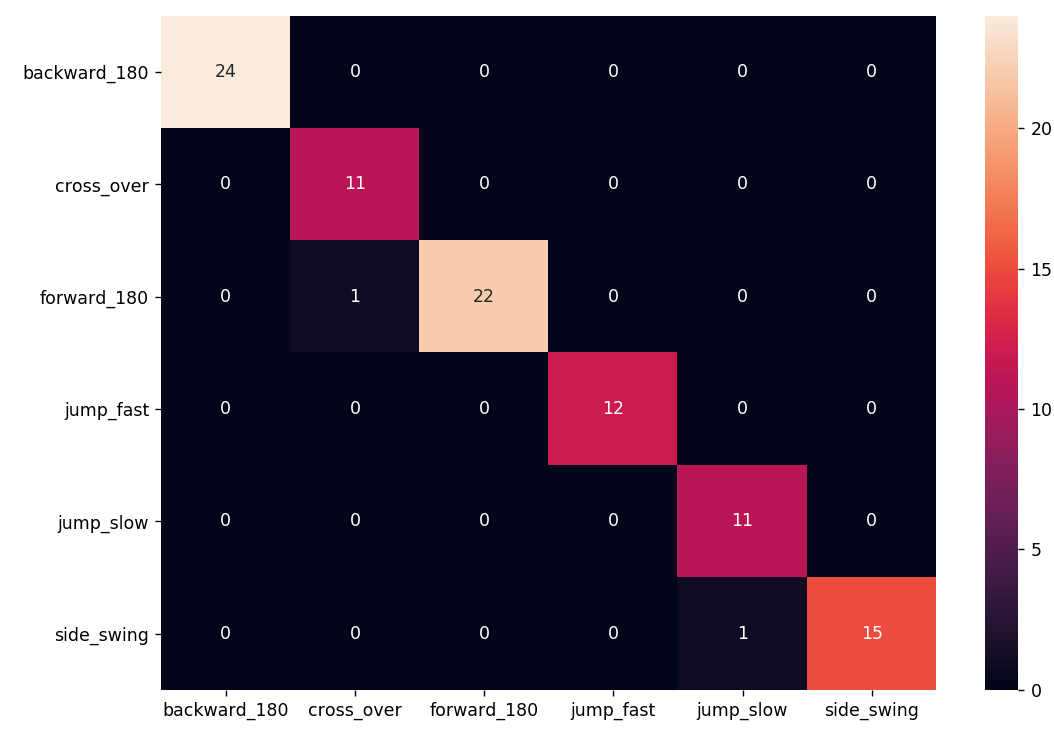 backward_180 24 0 0 0 0 0
cross_over 0 11 0 0 0 0
forward_180 0 1 22 0 0 0
jump_fast 0 0 0 12 0 0
jump_slow 0 0 0 0 11 0
side_swing 0 0 0 0 1 15
backward_180 cross_over forward_180 jump_fast jump_slow side_swing
20
15
10
5
0